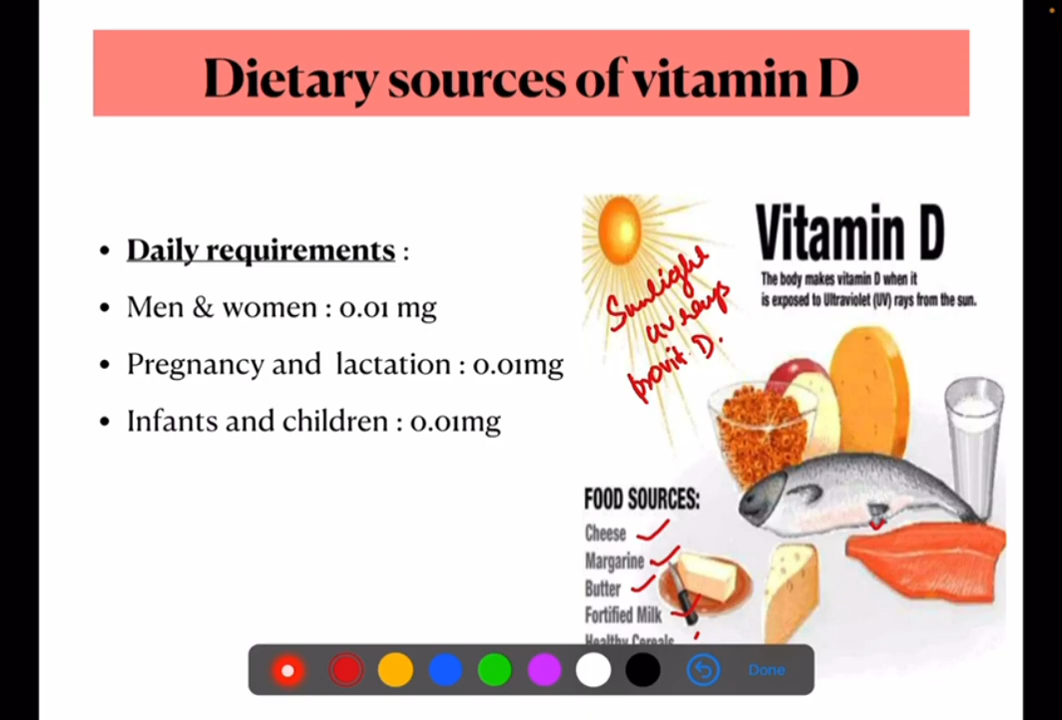 Dietary sources of vitamin D
• Daily requirements :
• Men & women : 0.01 mg
• Pregnancy and lactation : 0.01mg
• Infants and children : 0.01mg
Vitamin D
The body makes vitamin D when it
is exposed to Ultraviolet (UV) rays from the sun.
Sunlight
uv rays
provit D.
FOOD SOURCES:
Cheese
Margarine
Butter
Fortified Milk
Healthy Cereals
Done